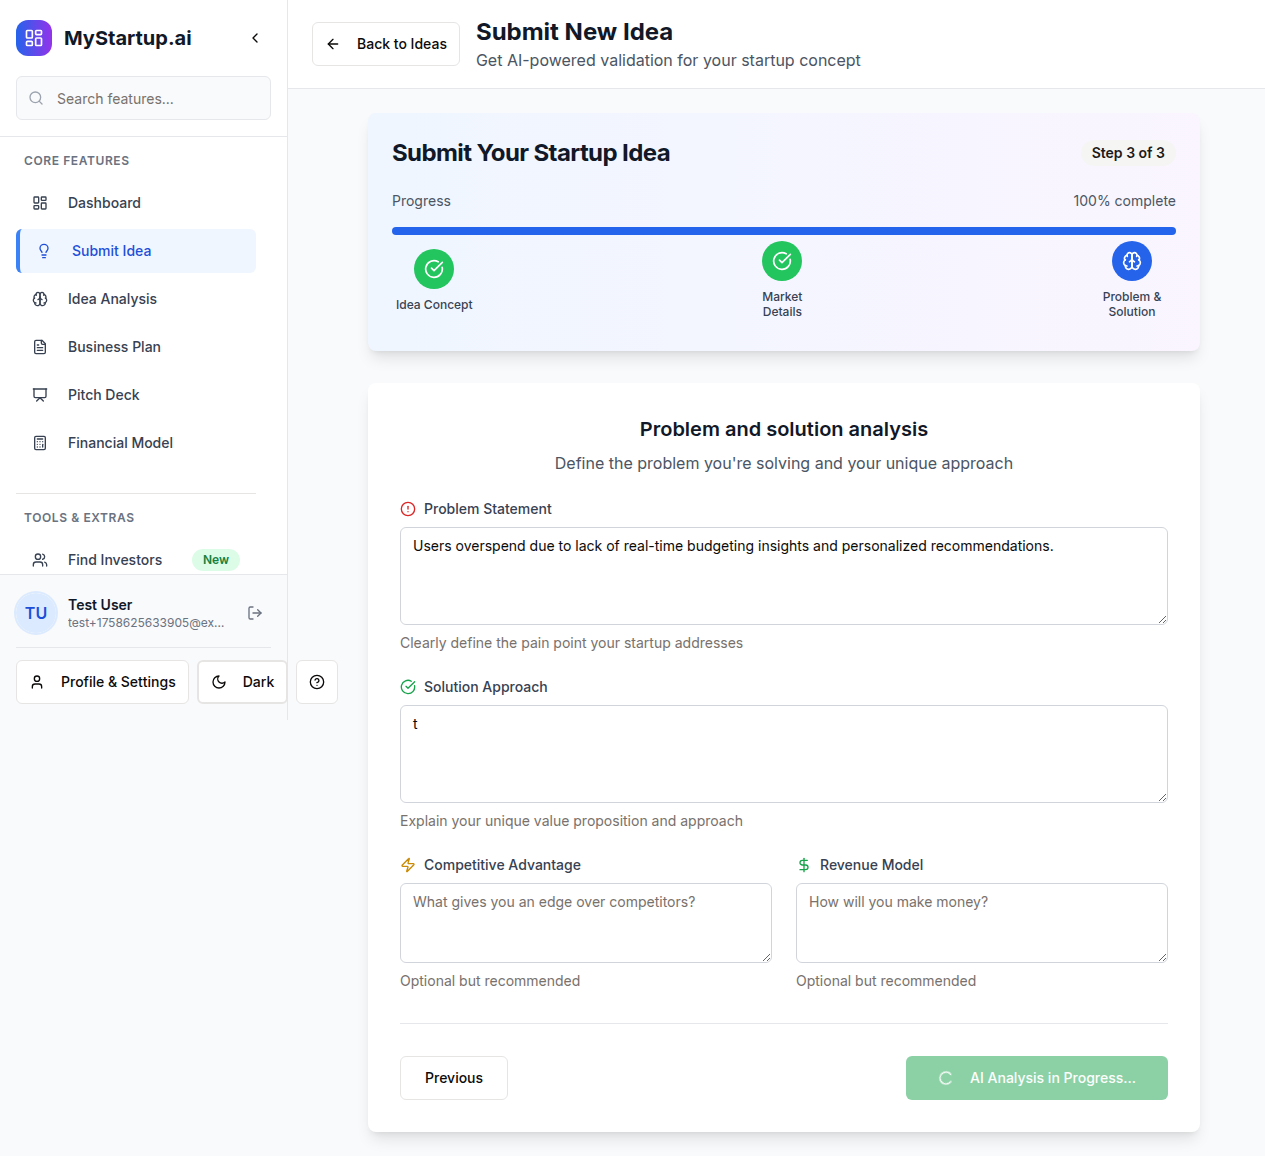 MyStartup.ai
Search features...
CORE FEATURES
Dashboard
Submit Idea
Idea Analysis
Business Plan
Pitch Deck
Financial Model
TOOLS & EXTRAS
Find Investors New
TU
Test User
test+1758625633905@ex...
Profile & Settings
Dark
Back to Ideas
Submit New Idea
Get AI-powered validation for your startup concept
Submit Your Startup Idea
Step 3 of 3
Progress
100% complete
Idea Concept
Market
Details
Problem &
Solution
Problem and solution analysis
Define the problem you're solving and your unique approach
Problem Statement
Users overspend due to lack of real-time budgeting insights and personalized recommendations.
Clearly define the pain point your startup addresses
Solution Approach
t
Explain your unique value proposition and approach
Competitive Advantage
What gives you an edge over competitors?
Optional but recommended
Revenue Model
How will you make money?
Optional but recommended
Previous
AI Analysis in Progress...